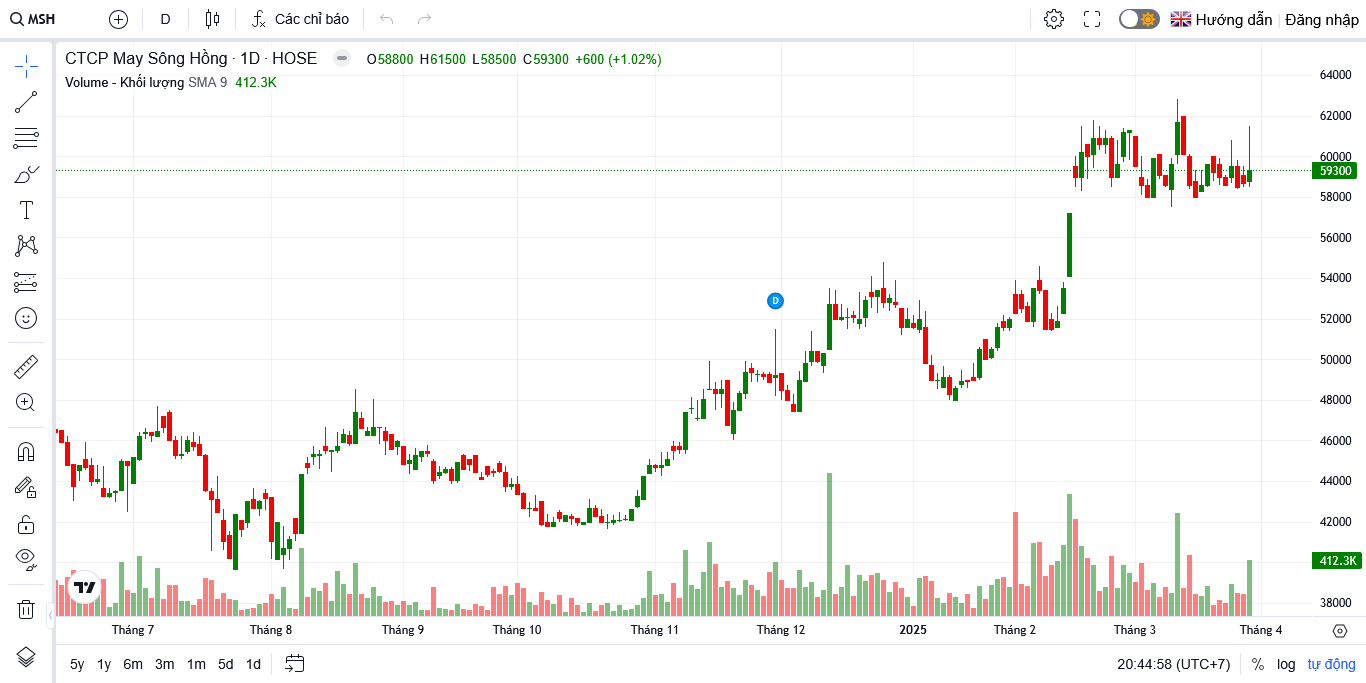 MSH D Các chỉ báo Hướng dẫn Đăng nhập
CTCP May Sông Hồng · 1D · HOSE O58800 H61500 L58500 C59300 +600 (+1.02%)
Volume - Khối lượng SMA 9 412.3K
64000
62000
60000
59300
58000
56000
54000
D
52000
50000
48000
46000
44000
42000
412.3K
38000
Tháng 7 Tháng 8 Tháng 9 Tháng 10 Tháng 11 Tháng 12 2025 Tháng 2 Tháng 3 Tháng 4
5y 1y 6m 3m 1m 5d 1d 20:44:58 (UTC+7) % log tự động